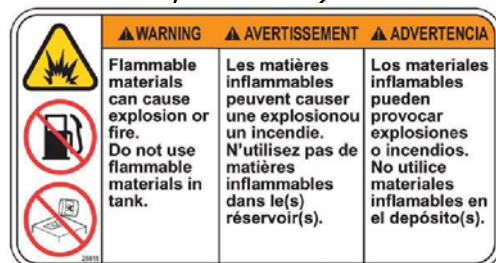 WARNING
Flammable
materials
can cause
explosion or
fire.
Do not use
flammable
materials in
tank.
AVERTISSEMENT
Les matières
inflammables
peuvent causer
une explosionou
un incendie.
N'utilisez pas de
matières
inflammables
dans le(s)
réservoir(s).
ADVERTENCIA
Los materiales
inflamables
pueden
provocar
explosiones
o incendios.
No utilice
materiales
inflamables en
el depósito(s).